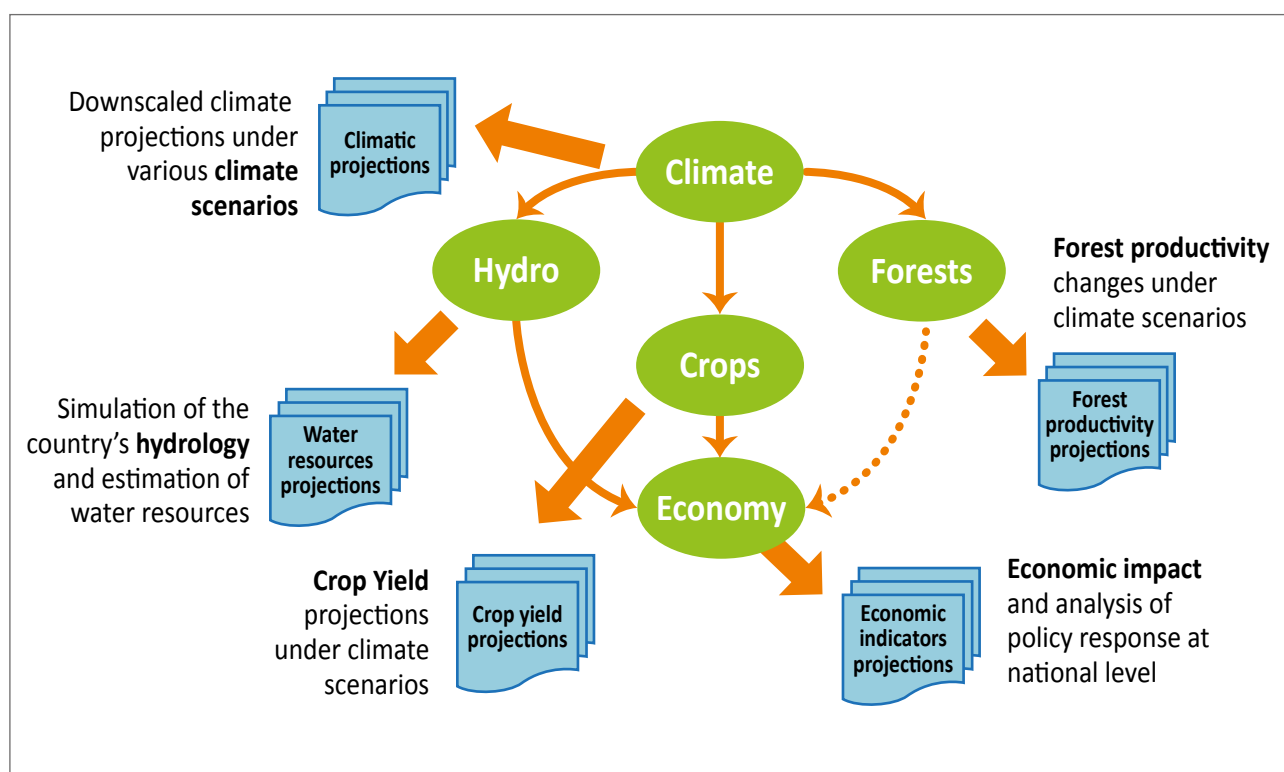 Downscaled climate
projections under
various climate
scenarios
Climatic
projections
Climate
Hydro
Forests
Forest productivity
changes under
climate scenarios
Crops
Simulation of the
country's hydrology
and estimation of
water resources
Water
resources
projections
Forest
productivity
projections
Economy
Crop Yield
projections
under climate
scenarios
Crop yield
projections
Economic
indicators
projections
Economic impact
and analysis of
policy response at
national level